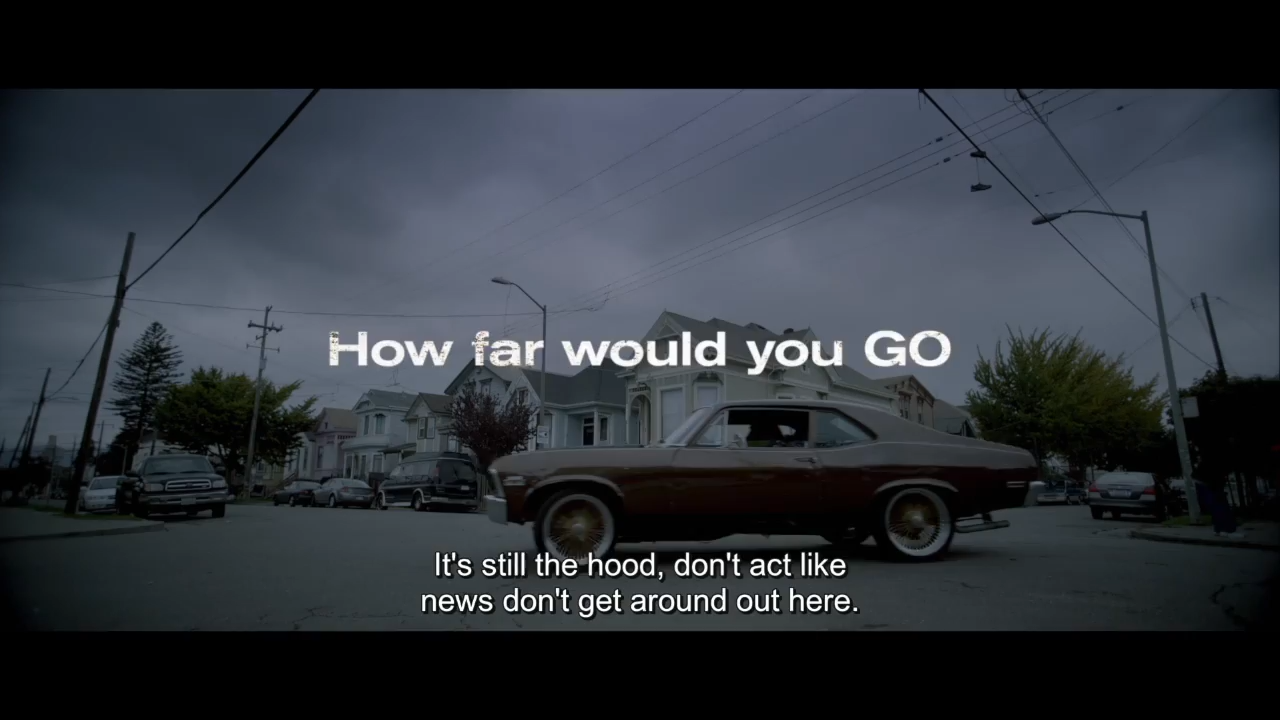 How far would you GO
It's still the hood, don't act like
news don't get around out here.